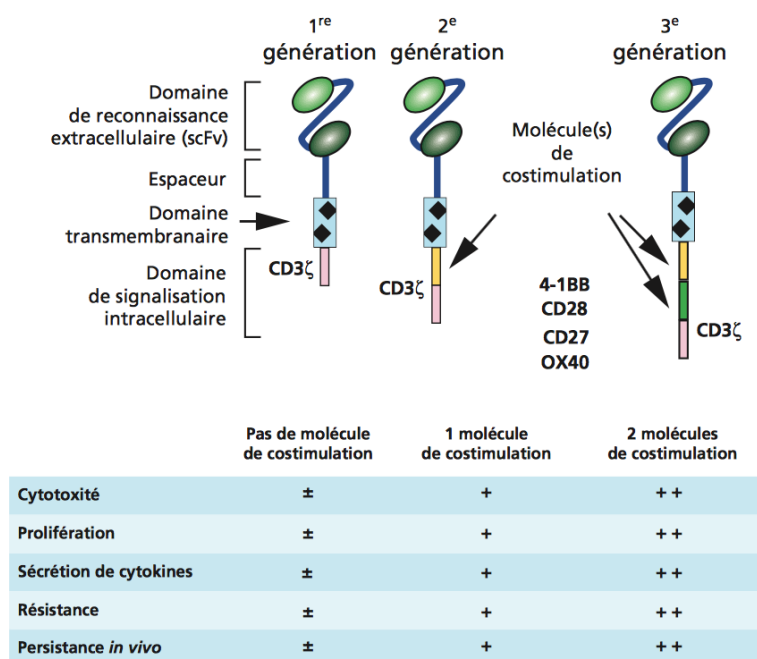 1re génération
2e génération
3e génération
Domaine
de reconnaissance
extracellulaire (scFv)
Espaceur
Domaine
transmembranaire
Domaine
de signalisation
intracellulaire
CD3ζ
CD3ζ
Molécule(s)
de
costimulation
4-1BB
CD28
CD27
OX40
CD3ζ
Pas de molécule
de costimulation
1 molécule
de costimulation
2 molécules
de costimulation
Cytotoxité ± + ++
Prolifération ± + ++
Sécrétion de cytokines ± + ++
Résistance ± + ++
Persistance in vivo ± + ++